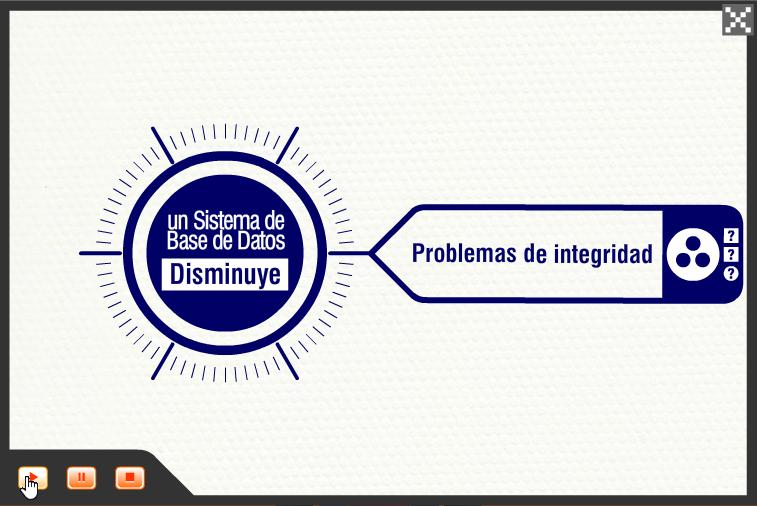 un Sistema de
Base de Datos
Disminuye
Problemas de integridad
?
?
?